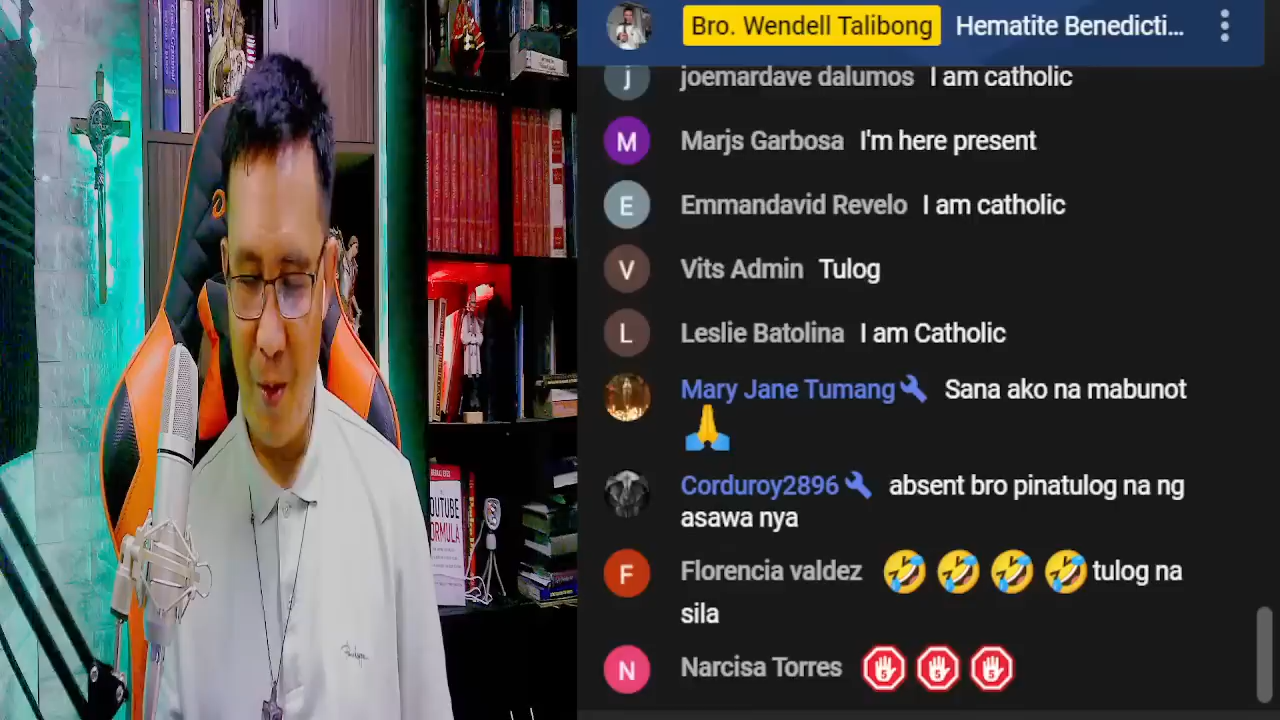 Bro. Wendell Talibong Hematite Benedicti...
j joemardave dalumos I am catholic
M Marjs Garbosa I'm here present
E Emmandavid Revelo I am catholic
V Vits Admin Tulog
L Leslie Batolina I am Catholic
Mary Jane Tumang Sana ako na mabunot
🙏
Corduroy2896 absent bro pinatulog na ng
asawa nya
F Florencia valdez 🤣 🤣 🤣 🤣 tulog na
sila
N Narcisa Torres